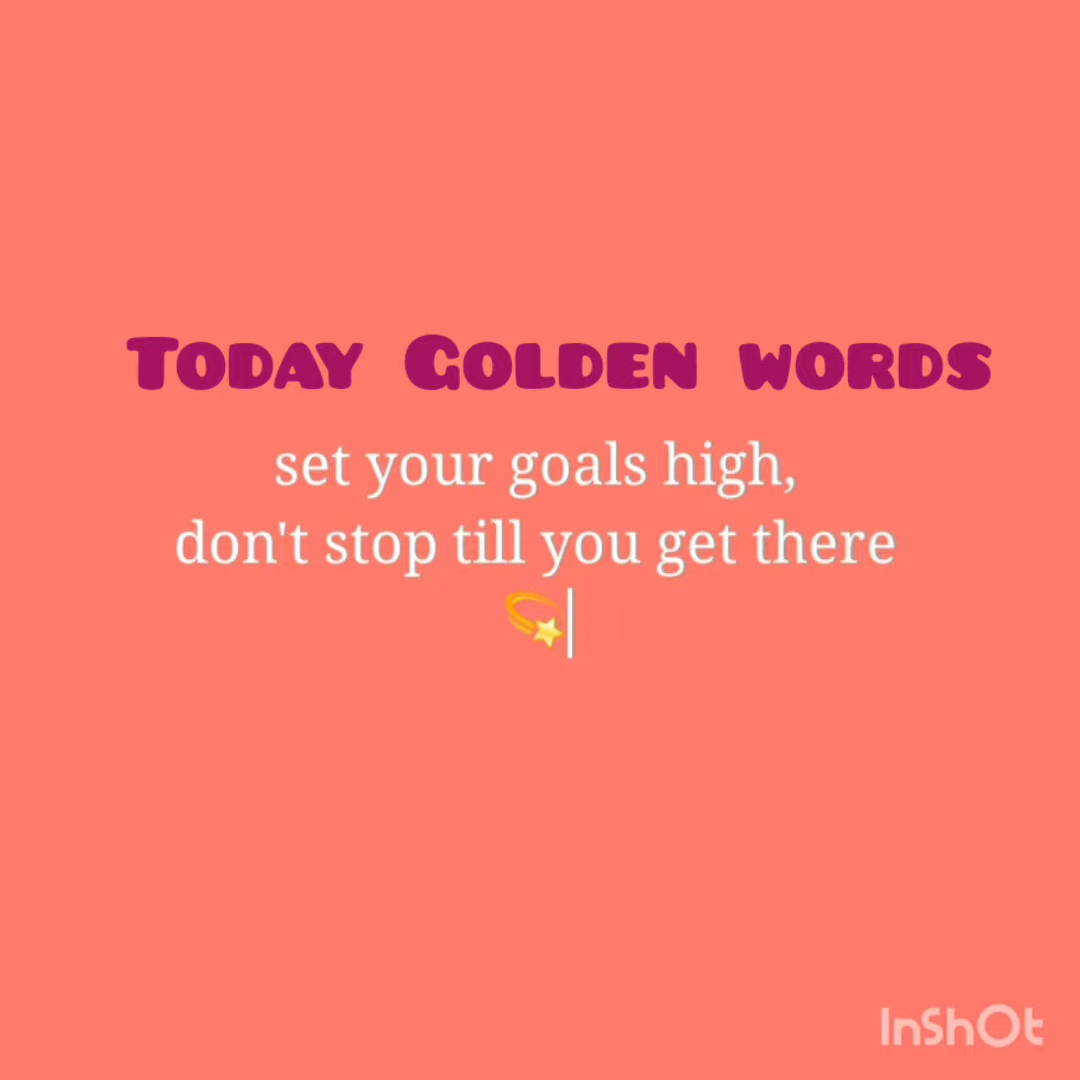 Today Golden words
set your goals high,
don't stop till you get there
💫
InShOt